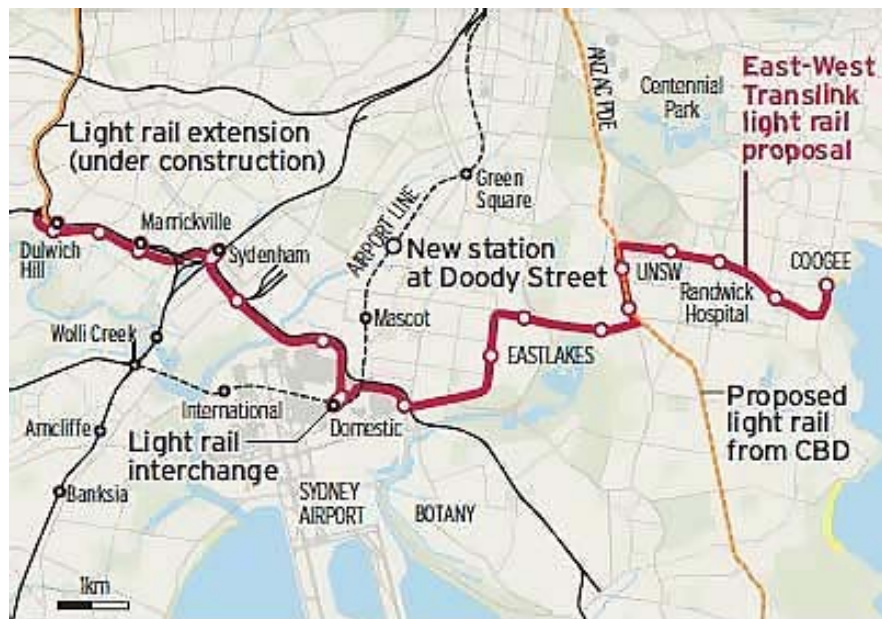 ANZAC PDE
Centennial
Park
East-West
Translink
light rail
proposal
Light rail extension
(under construction)
Green
Square
Marrickville
AIRPORT LINE
Dulwich
Hill
Sydenham
New station
at Doody Street
UNSW
COOGEE
Randwick
Hospital
Mascot
Wolli Creek
EASTLAKES
International
Domestic
Proposed
light rail
from CBD
Arncliffe
Light rail
interchange
Banksia
SYDNEY
AIRPORT
BOTANY
1km